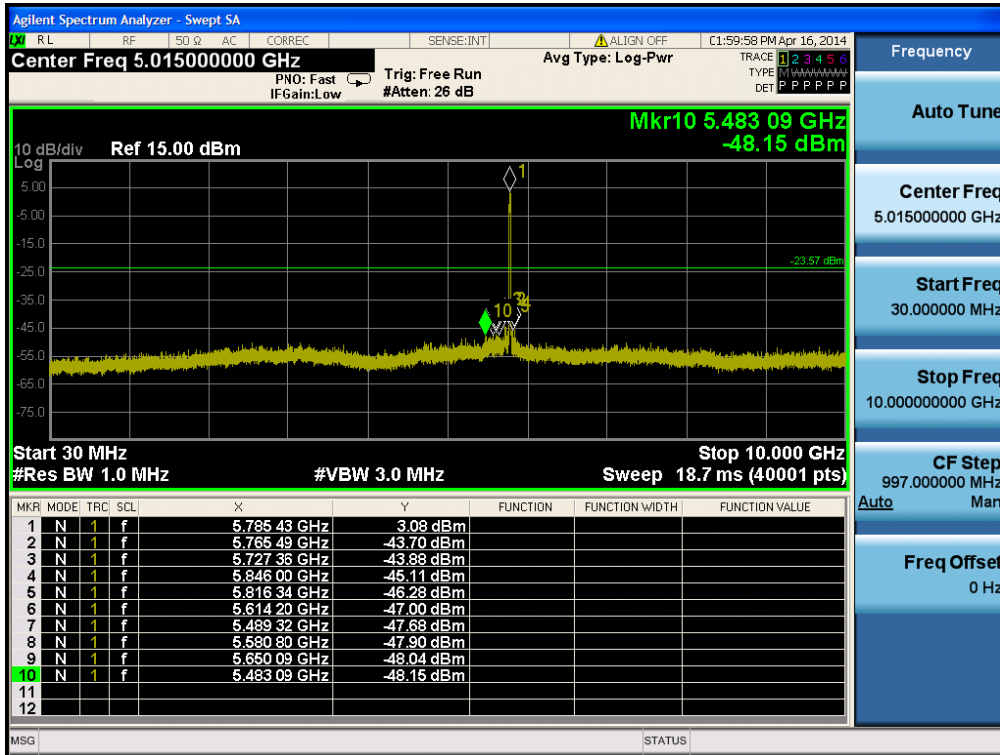 Agilent Spectrum Analyzer - Swept SA
LXI RL RF 50 Ω AC CORREC SENSE:INT ALIGN OFF 01:59:58 PM Apr 16, 2014
Center Freq 5.015000000 GHz
PNO: Fast
IFGain:Low
Trig: Free Run
#Atten: 26 dB
Avg Type: Log-Pwr
TRACE 1 2 3 4 5 6
TYPE M
DET P P P P P P
Mkr10 5.483 09 GHz
-48.15 dBm
10 dB/div Ref 15.00 dBm
Log
5.00
-5.00
-15.0
-25.0
-35.0
-45.0
-55.0
-65.0
-75.0
1
-23.57 dBm
10
Start 30 MHz Stop 10.000 GHz
#Res BW 1.0 MHz #VBW 3.0 MHz Sweep 18.7 ms (40001 pts)
MKR MODE TRC SCL X Y FUNCTION FUNCTION WIDTH FUNCTION VALUE
1 N 1 f 5.785 43 GHz 3.08 dBm
2 N 1 f 5.765 49 GHz -43.70 dBm
3 N 1 f 5.727 36 GHz -43.88 dBm
4 N 1 f 5.846 00 GHz -45.11 dBm
5 N 1 f 5.816 34 GHz -46.28 dBm
6 N 1 f 5.614 20 GHz -47.00 dBm
7 N 1 f 5.489 32 GHz -47.68 dBm
8 N 1 f 5.580 80 GHz -47.90 dBm
9 N 1 f 5.650 09 GHz -48.04 dBm
10 N 1 f 5.483 09 GHz -48.15 dBm
11
12
MSG STATUS
Frequency
Auto Tune
Center Freq
5.015000000 GHz
Start Freq
30.000000 MHz
Stop Freq
10.000000000 GHz
CF Step
997.000000 MHz
Auto Man
Freq Offset
0 Hz